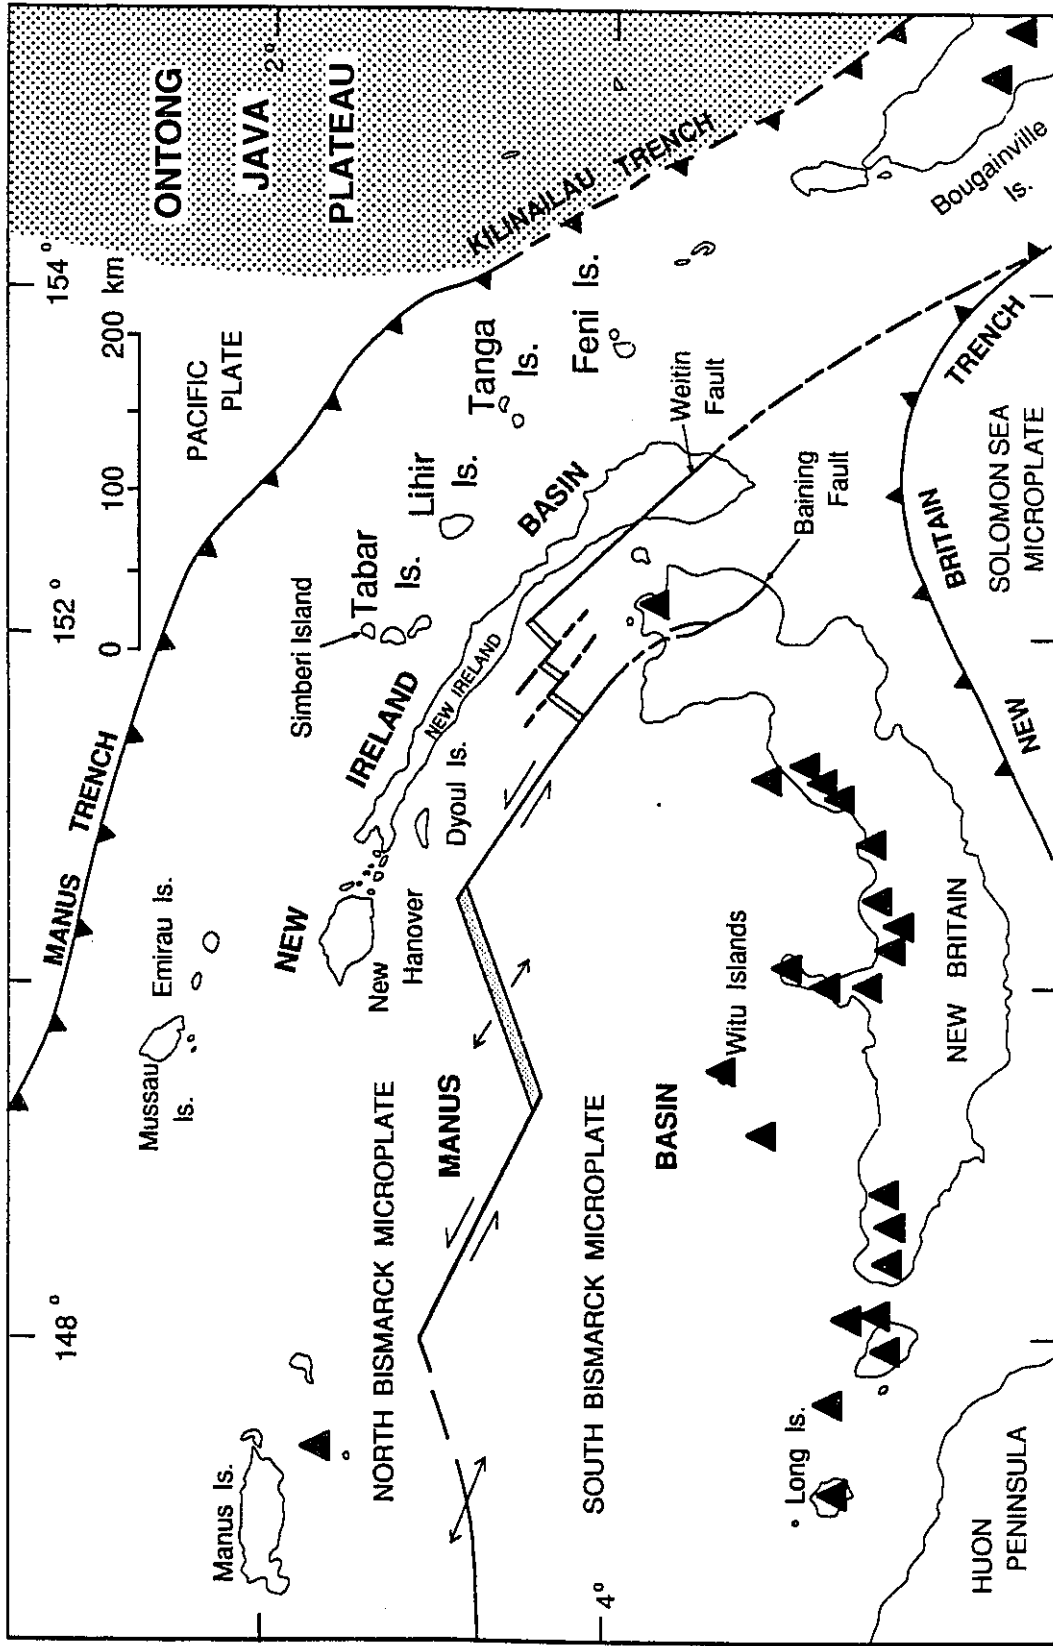 148°
152°
154°
0 100 200 km
MANUS TRENCH
PACIFIC
PLATE
ONTONG
JAVA
PLATEAU
2°
KILINAILAU TRENCH
Mussau
Is.
Emirau Is.
Manus Is.
Simberi Island
Tabar
Is.
Lihir
Is.
Tanga
Is.
Feni Is.
NEW IRELAND BASIN
NEW IRELAND
New
Hanover
Dyoul Is.
NORTH BISMARCK MICROPLATE
MANUS
BASIN
SOUTH BISMARCK MICROPLATE
4°
Weitin
Fault
Baining
Fault
Bougainville
Is.
Witu Islands
Long Is.
NEW BRITAIN
HUON
PENINSULA
NEW BRITAIN TRENCH
SOLOMON SEA
MICROPLATE